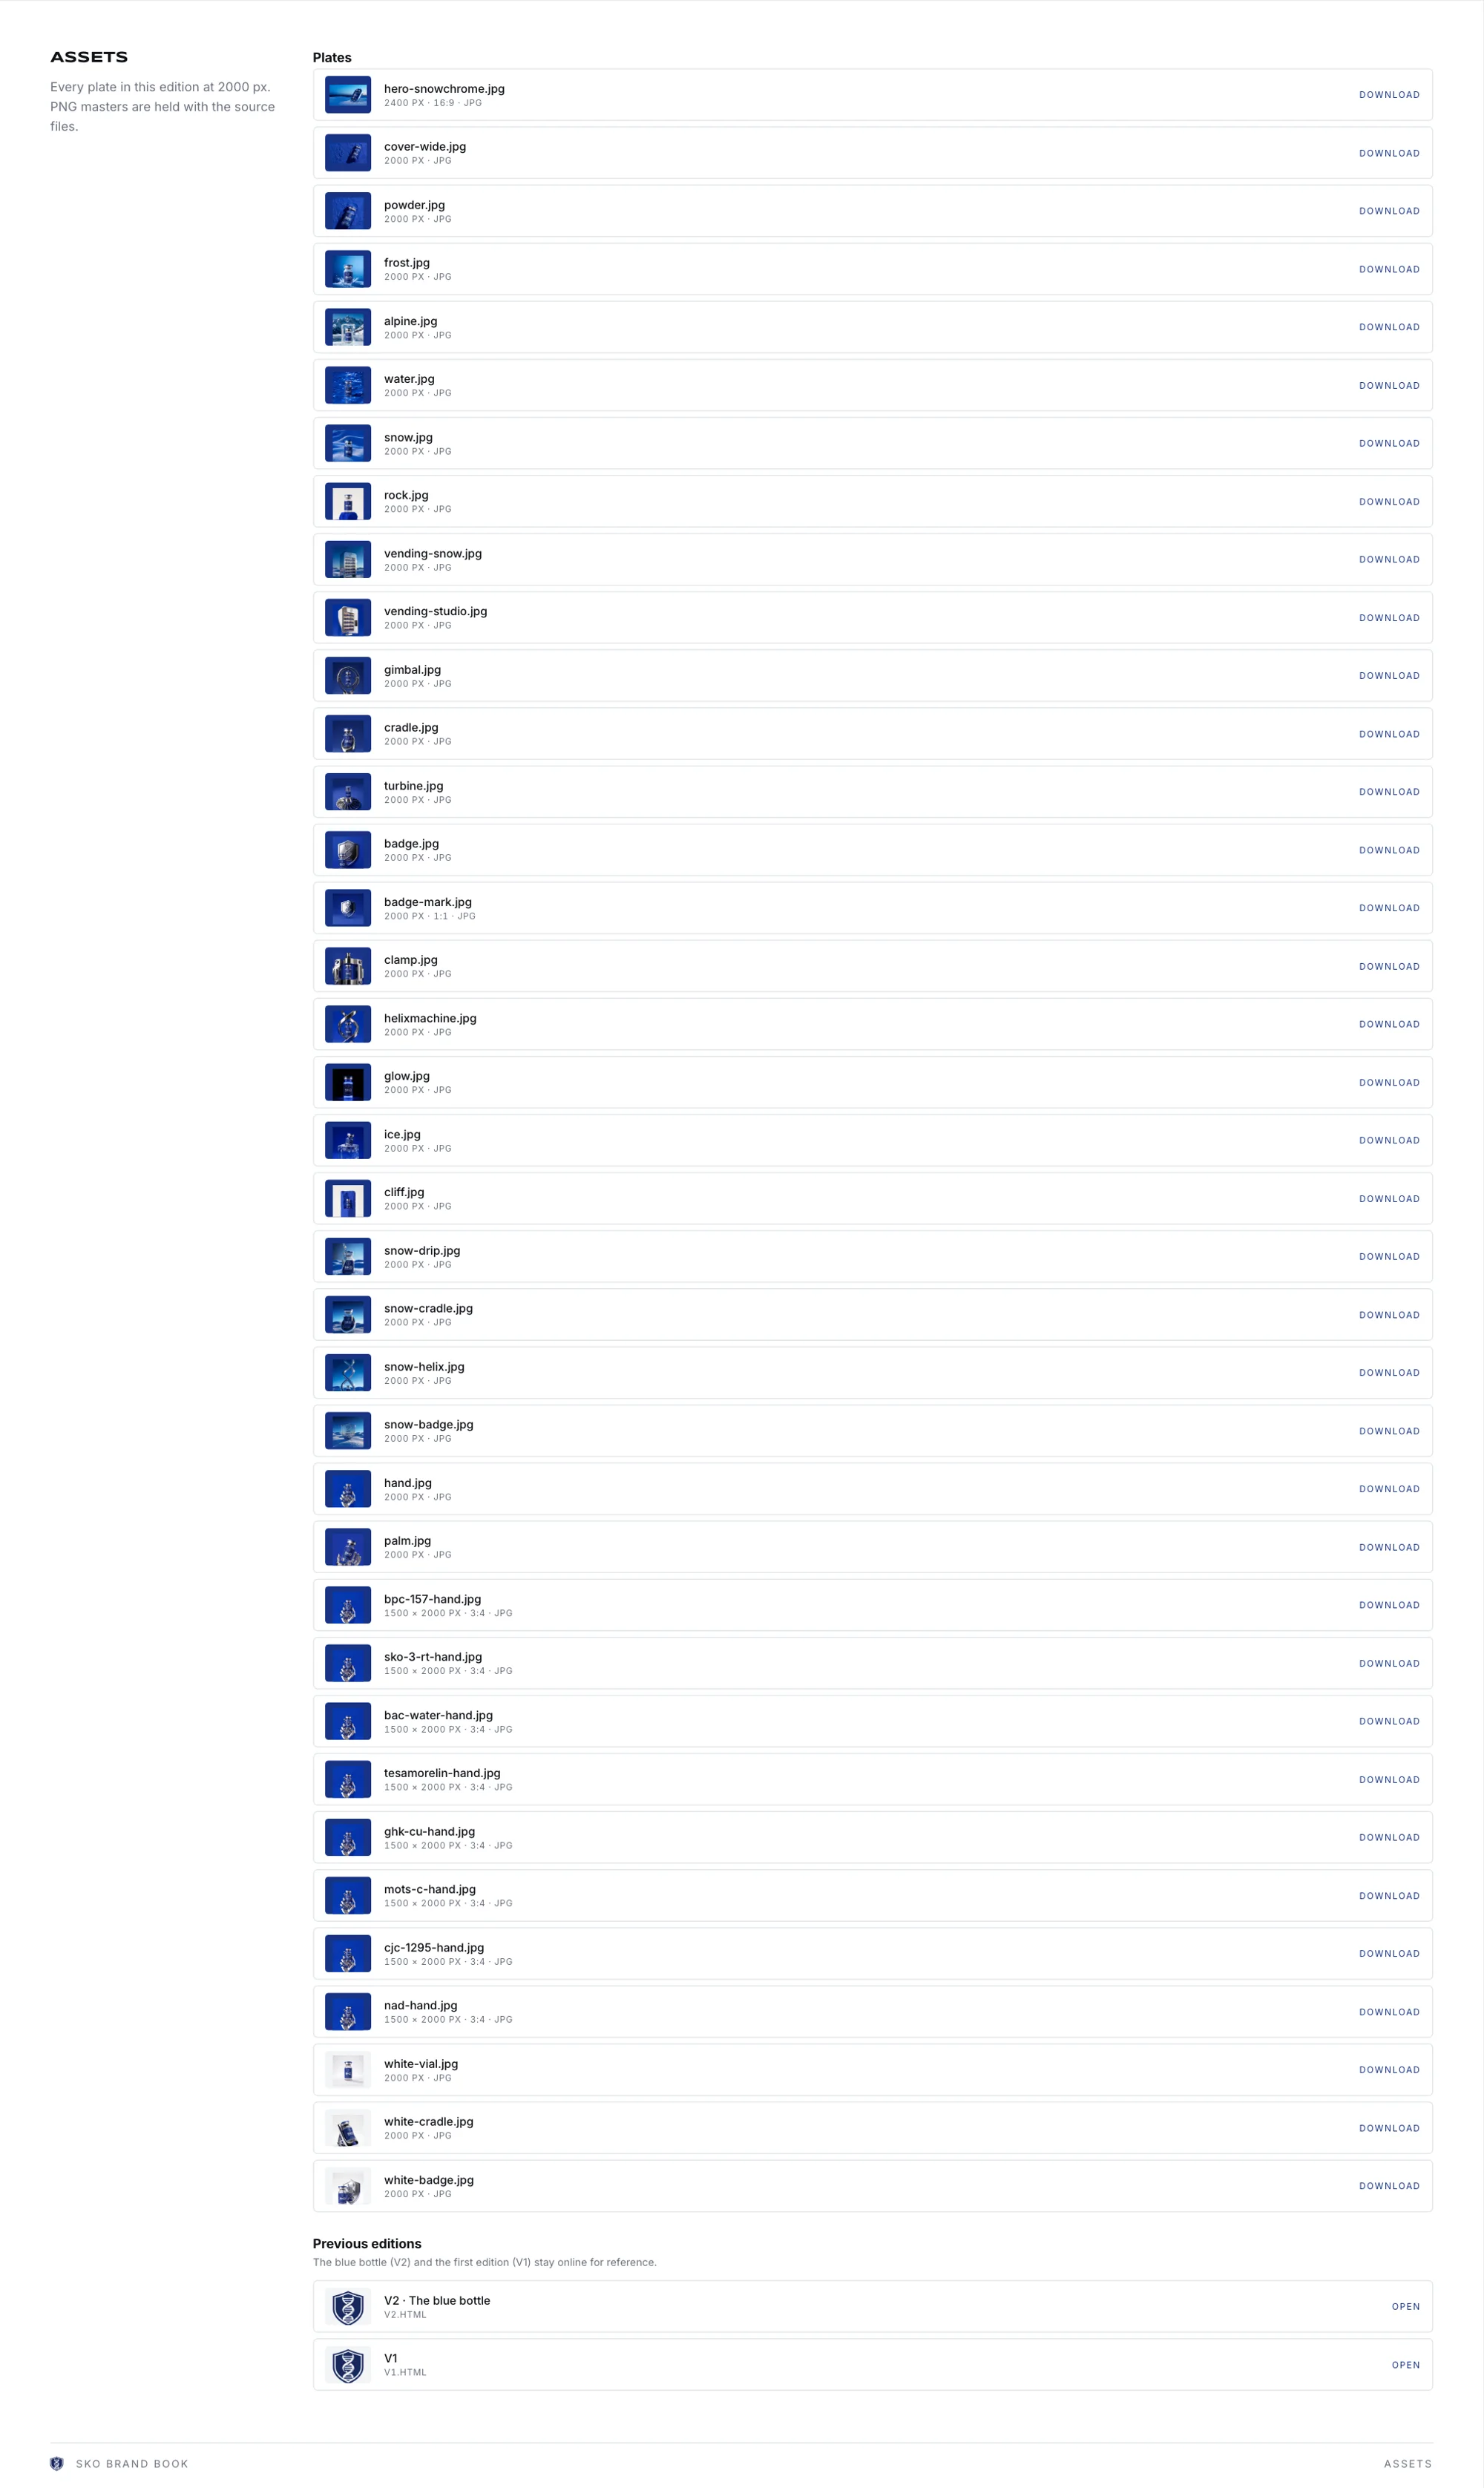 ASSETS
Every plate in this edition at 2000 px.
PNG masters are held with the source
files.
Plates
hero-snowchrome.jpg
2400 PX · 16:9 · JPG
DOWNLOAD
cover-wide.jpg
2000 PX · JPG
DOWNLOAD
powder.jpg
2000 PX · JPG
DOWNLOAD
frost.jpg
2000 PX · JPG
DOWNLOAD
alpine.jpg
2000 PX · JPG
DOWNLOAD
water.jpg
2000 PX · JPG
DOWNLOAD
snow.jpg
2000 PX · JPG
DOWNLOAD
rock.jpg
2000 PX · JPG
DOWNLOAD
vending-snow.jpg
2000 PX · JPG
DOWNLOAD
vending-studio.jpg
2000 PX · JPG
DOWNLOAD
gimbal.jpg
2000 PX · JPG
DOWNLOAD
cradle.jpg
2000 PX · JPG
DOWNLOAD
turbine.jpg
2000 PX · JPG
DOWNLOAD
badge.jpg
2000 PX · JPG
DOWNLOAD
badge-mark.jpg
2000 PX · 1:1 · JPG
DOWNLOAD
clamp.jpg
2000 PX · JPG
DOWNLOAD
helixmachine.jpg
2000 PX · JPG
DOWNLOAD
glow.jpg
2000 PX · JPG
DOWNLOAD
ice.jpg
2000 PX · JPG
DOWNLOAD
cliff.jpg
2000 PX · JPG
DOWNLOAD
snow-drip.jpg
2000 PX · JPG
DOWNLOAD
snow-cradle.jpg
2000 PX · JPG
DOWNLOAD
snow-helix.jpg
2000 PX · JPG
DOWNLOAD
snow-badge.jpg
2000 PX · JPG
DOWNLOAD
hand.jpg
2000 PX · JPG
DOWNLOAD
palm.jpg
2000 PX · JPG
DOWNLOAD
bpc-157-hand.jpg
1500 × 2000 PX · 3:4 · JPG
DOWNLOAD
sko-3-rt-hand.jpg
1500 × 2000 PX · 3:4 · JPG
DOWNLOAD
bac-water-hand.jpg
1500 × 2000 PX · 3:4 · JPG
DOWNLOAD
tesamorelin-hand.jpg
1500 × 2000 PX · 3:4 · JPG
DOWNLOAD
ghk-cu-hand.jpg
1500 × 2000 PX · 3:4 · JPG
DOWNLOAD
mots-c-hand.jpg
1500 × 2000 PX · 3:4 · JPG
DOWNLOAD
cjc-1295-hand.jpg
1500 × 2000 PX · 3:4 · JPG
DOWNLOAD
nad-hand.jpg
1500 × 2000 PX · 3:4 · JPG
DOWNLOAD
white-vial.jpg
2000 PX · JPG
DOWNLOAD
white-cradle.jpg
2000 PX · JPG
DOWNLOAD
white-badge.jpg
2000 PX · JPG
DOWNLOAD
Previous editions
The blue bottle (V2) and the first edition (V1) stay online for reference.
V2 · The blue bottle
V2.HTML
OPEN
V1
V1.HTML
OPEN
SKO BRAND BOOK
ASSETS